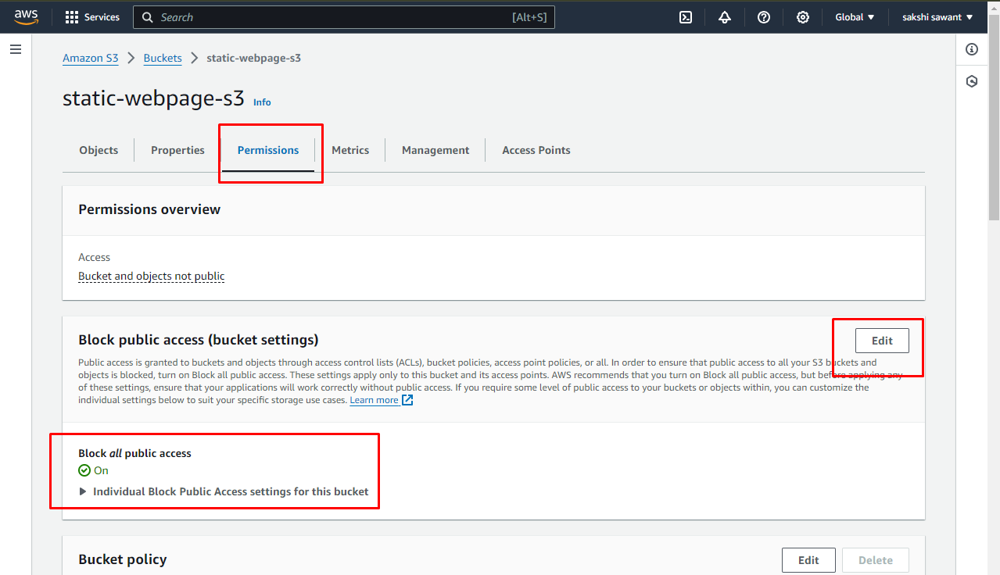 aws
Services
Search
[Alt+S]
Global
sakshi sawant
Amazon S3 > Buckets > static-webpage-s3
static-webpage-s3 Info
Objects
Properties
Permissions
Metrics
Management
Access Points
Permissions overview
Access
Bucket and objects not public
Block public access (bucket settings)
Edit
Public access is granted to buckets and objects through access control lists (ACLs), bucket policies, access point policies, or all. In order to ensure that public access to all your S3 buckets and
objects is blocked, turn on Block all public access. These settings apply only to this bucket and its access points. AWS recommends that you turn on Block all public access, but before applying any
of these settings, ensure that your applications will work correctly without public access. If you require some level of public access to your buckets or objects within, you can customize the
individual settings below to suit your specific storage use cases. Learn more
Block all public access
On
Individual Block Public Access settings for this bucket
Bucket policy
Edit
Delete